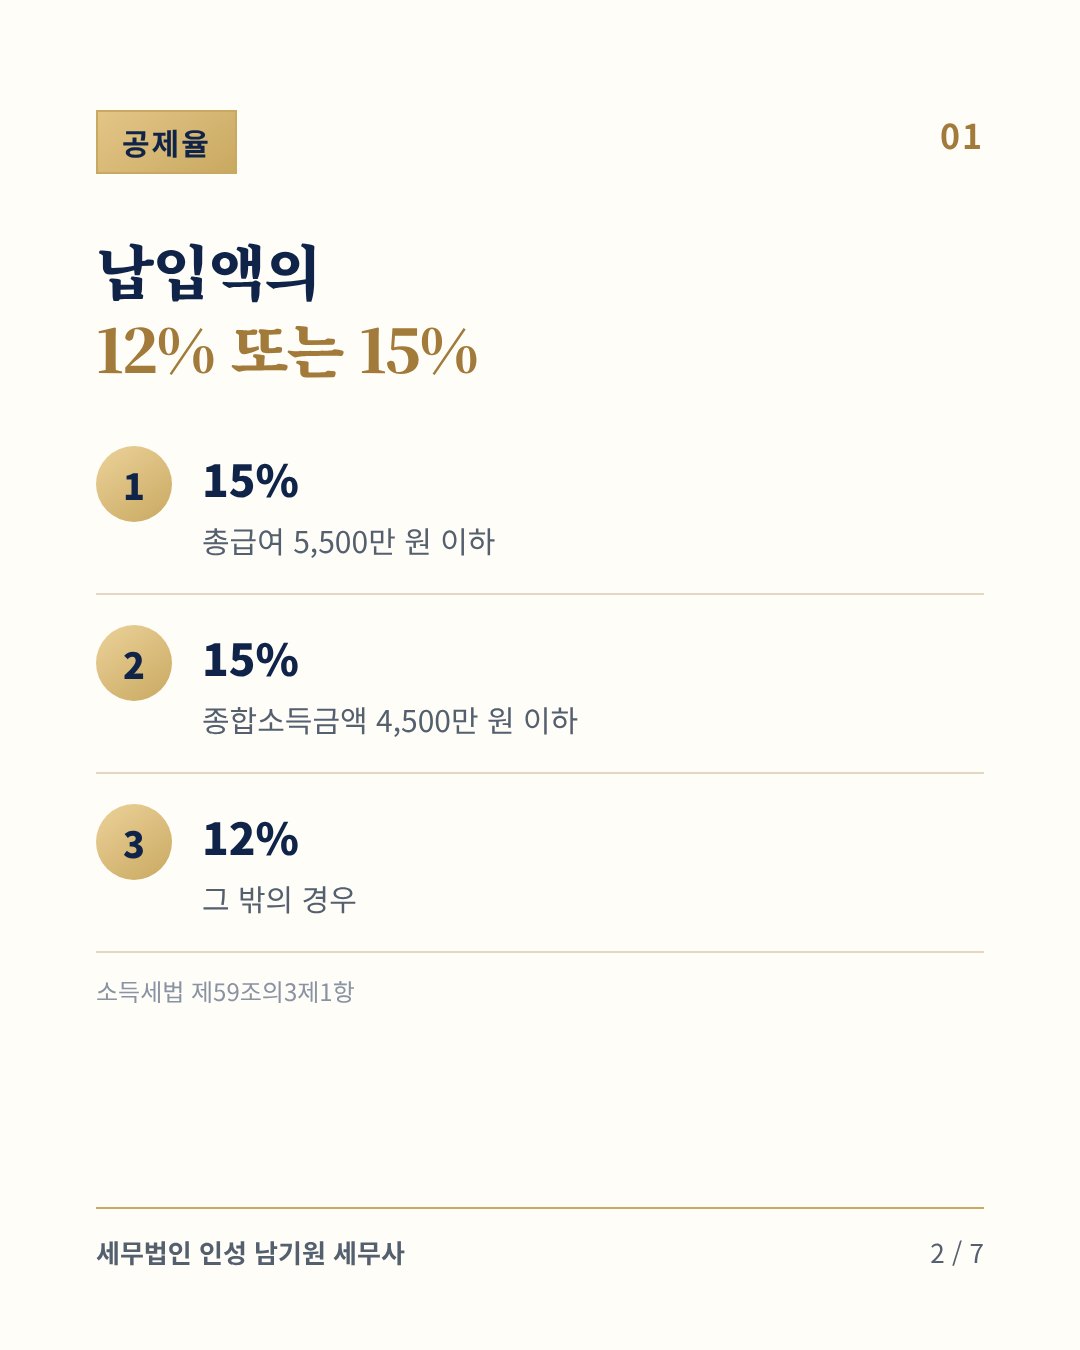 공제율
01
납입액의
12% 또는 15%
1
15%
총급여 5,500만 원 이하
2
15%
종합소득금액 4,500만 원 이하
3
12%
그 밖의 경우
소득세법 제59조의3제1항
세무법인 인성 남기원 세무사
2 / 7